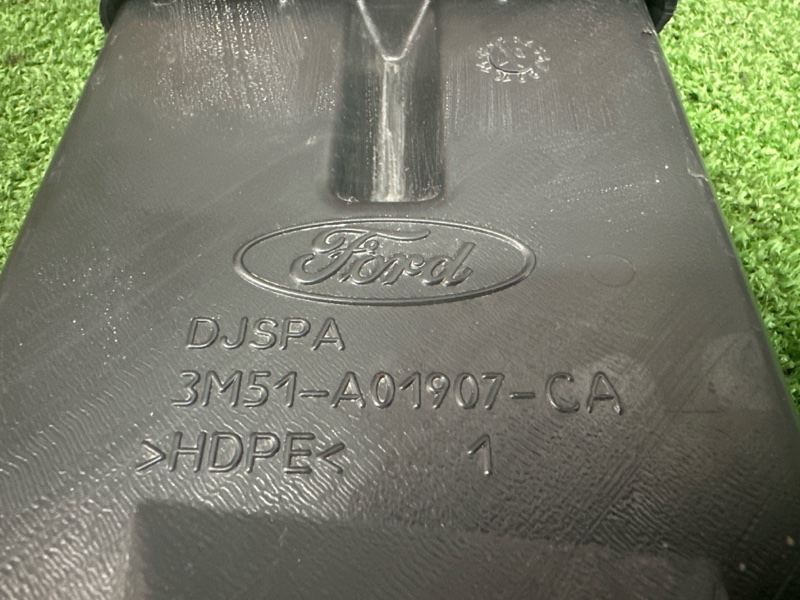 Ford
DJSPA
3M51-A01907-CA
>HDPE< 1